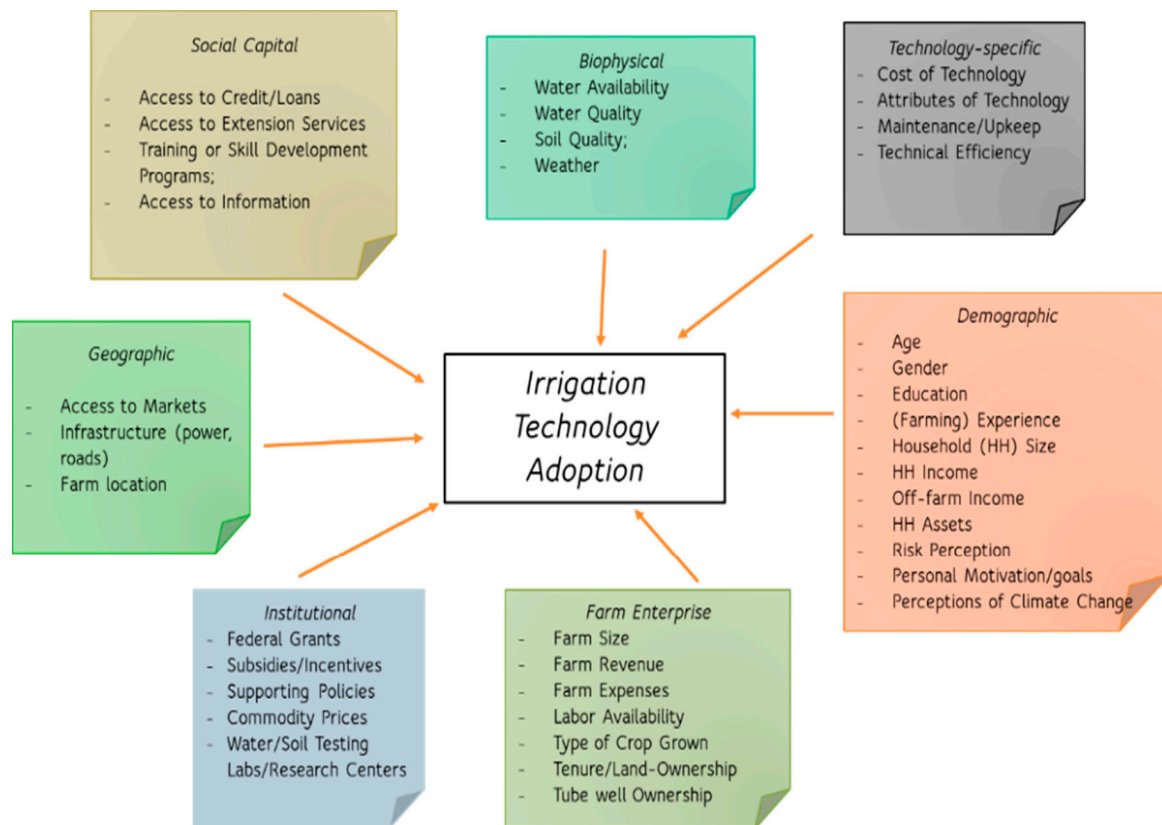 Social Capital
- Access to Credit/Loans
- Access to Extension Services
- Training or Skill Development
Programs;
- Access to Information
Biophysical
- Water Availability
- Water Quality
- Soil Quality;
- Weather
Technology-specific
- Cost of Technology
- Attributes of Technology
- Maintenance/Upkeep
- Technical Efficiency
Geographic
- Access to Markets
- Infrastructure (power,
roads)
- Farm location
Irrigation
Technology
Adoption
Demographic
- Age
- Gender
- Education
- (Farming) Experience
- Household (HH) Size
- HH Income
- Off-farm Income
- HH Assets
- Risk Perception
- Personal Motivation/goals
- Perceptions of Climate Change
Institutional
- Federal Grants
- Subsidies/Incentives
- Supporting Policies
- Commodity Prices
- Water/Soil Testing
Labs/Research Centers
Farm Enterprise
- Farm Size
- Farm Revenue
- Farm Expenses
- Labor Availability
- Type of Crop Grown
- Tenure/Land-Ownership
- Tube well Ownership